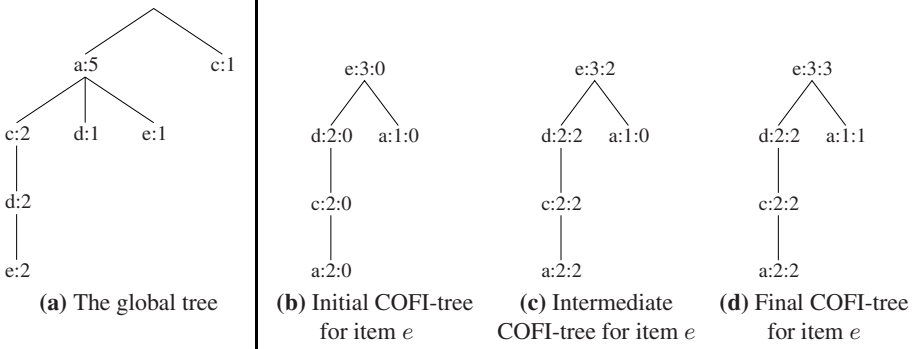 a:5
c:1
c:2
d:1
e:1
d:2
e:2
(a) The global tree
e:3:0
d:2:0
a:1:0
c:2:0
a:2:0
(b) Initial COFI-tree
for item e
e:3:2
d:2:2
a:1:0
c:2:2
a:2:2
(c) Intermediate
COFI-tree for item e
e:3:3
d:2:2
a:1:1
c:2:2
a:2:2
(d) Final COFI-tree
for item e